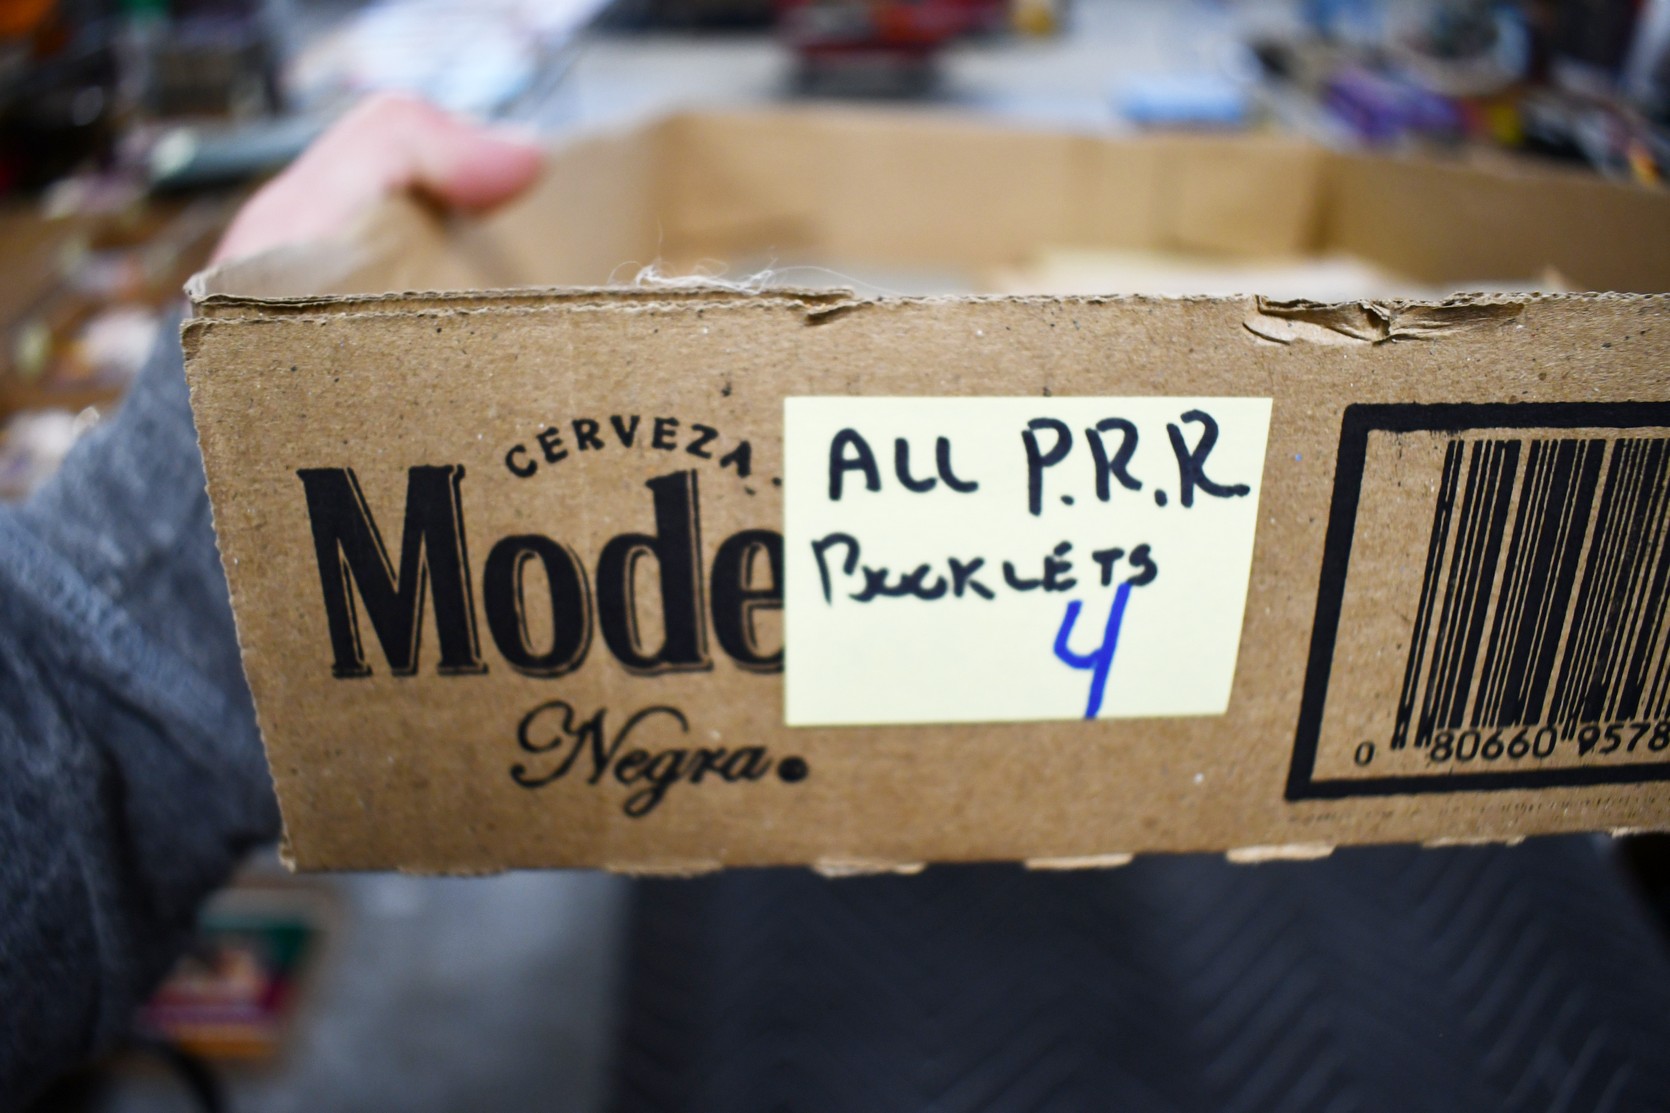 CERVEZA
Mode
Negra
ALL P.R.R.
BOOKLETS
4
0 80660 9578